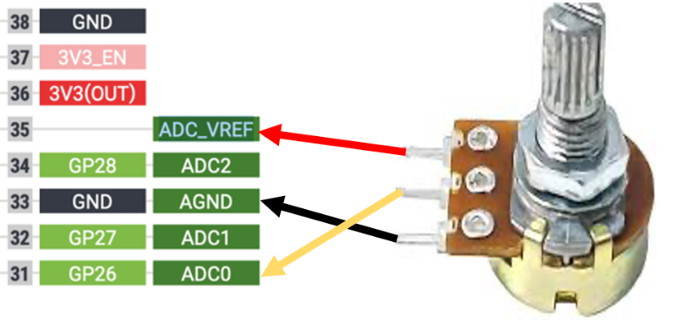 38 GND
37 3V3_EN
36 3V3(OUT)
35 ADC_VREF
34 GP28 ADC2
33 GND AGND
32 GP27 ADC1
31 GP26 ADC0